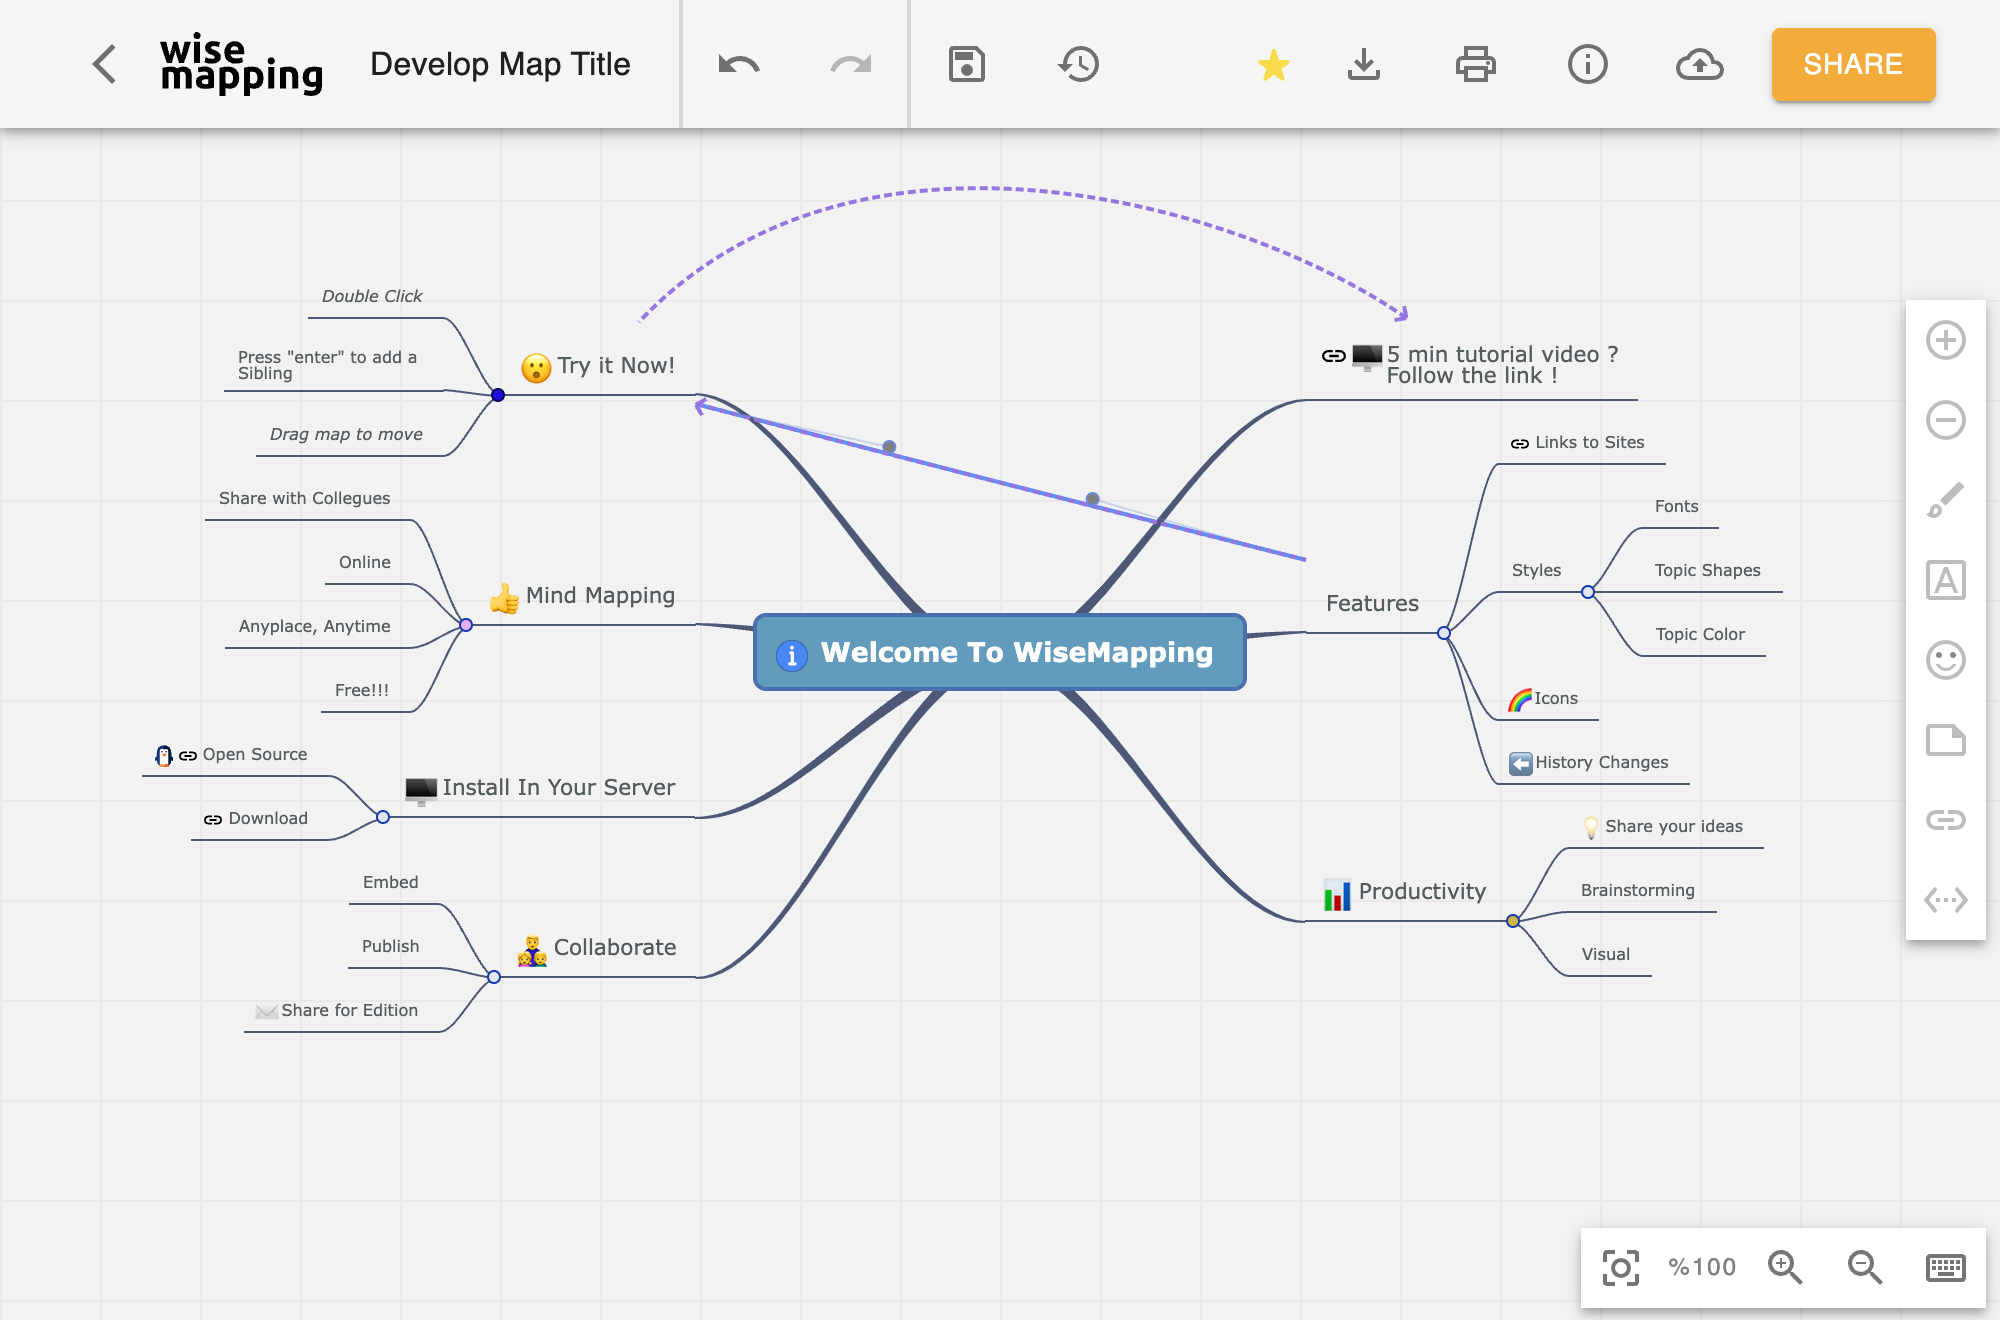 wise
mapping
Develop Map Title
SHARE
Double Click
Press "enter" to add a
Sibling
Drag map to move
Try it Now!
Share with Collegues
Online
Anyplace, Anytime
Free!!!
Mind Mapping
Open Source
Download
Install In Your Server
Embed
Publish
Share for Edition
Collaborate
Welcome To WiseMapping
5 min tutorial video ?
Follow the link !
Links to Sites
Fonts
Styles
Topic Shapes
Features
Topic Color
Icons
History Changes
Share your ideas
Productivity
Brainstorming
Visual
%100